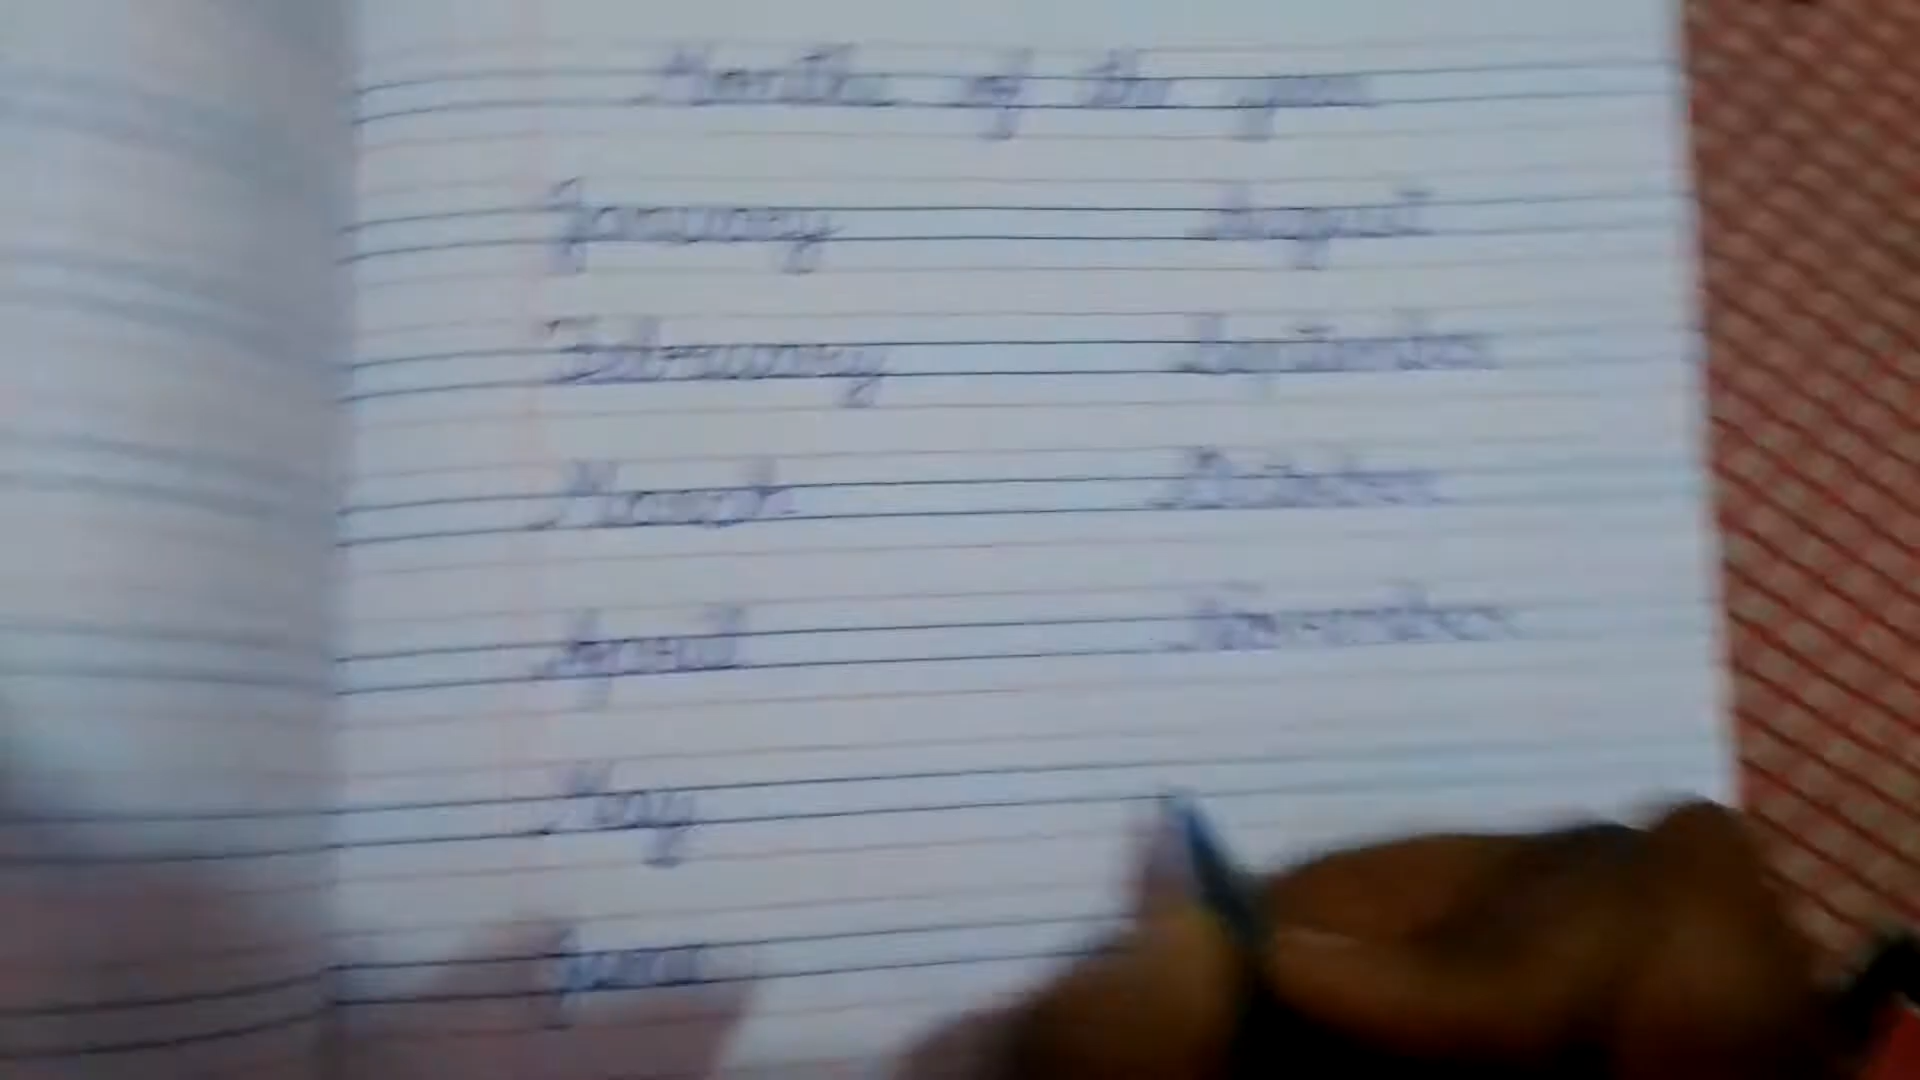 Months of the year
January August
February September
March October
April November
May
June